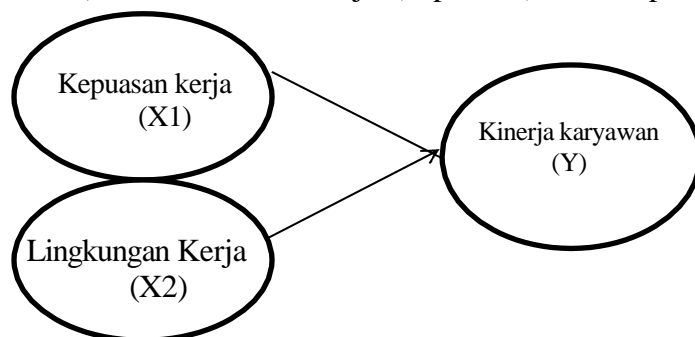 Kepuasan kerja
(X1)
Kinerja karyawan
(Y)
Lingkungan Kerja
(X2)